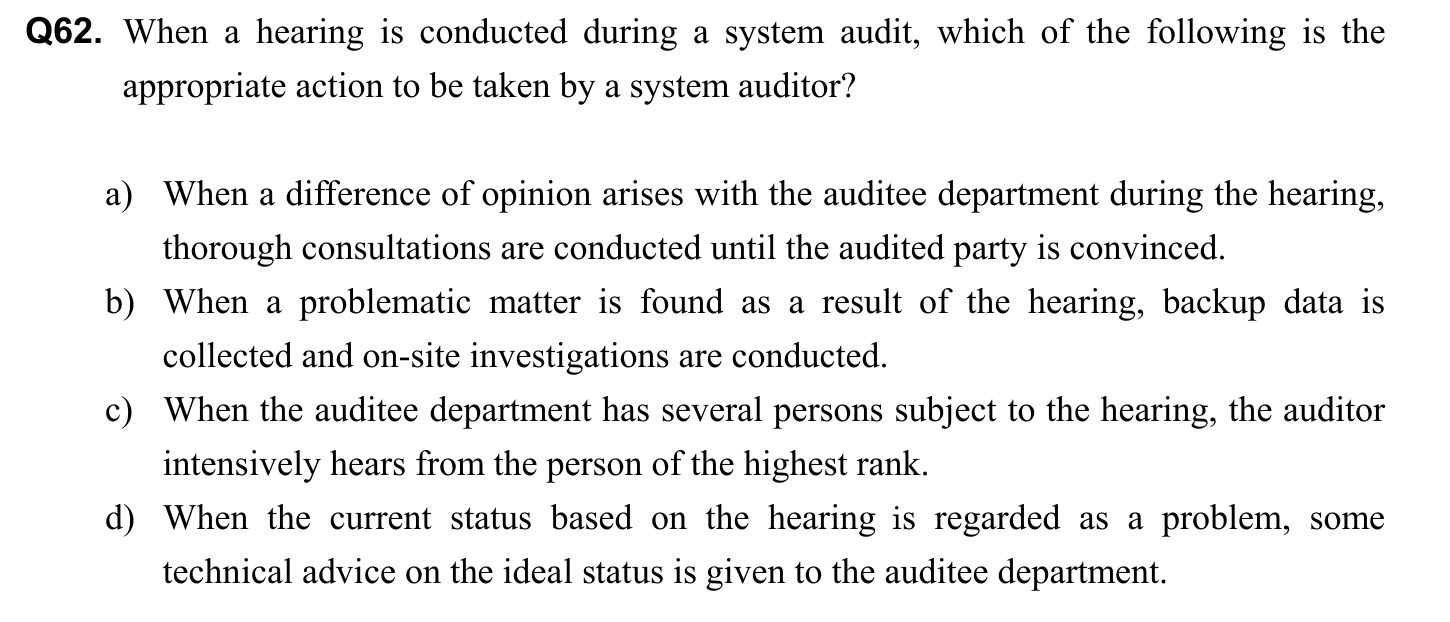 Q62. When a hearing is conducted during a system audit, which of the following is the
appropriate action to be taken by a system auditor?
a) When a difference of opinion arises with the auditee department during the hearing,
thorough consultations are conducted until the audited party is convinced.
b) When a problematic matter is found as a result of the hearing, backup data is
collected and on-site investigations are conducted.
c) When the auditee department has several persons subject to the hearing, the auditor
intensively hears from the person of the highest rank.
d) When the current status based on the hearing is regarded as a problem, some
technical advice on the ideal status is given to the auditee department.